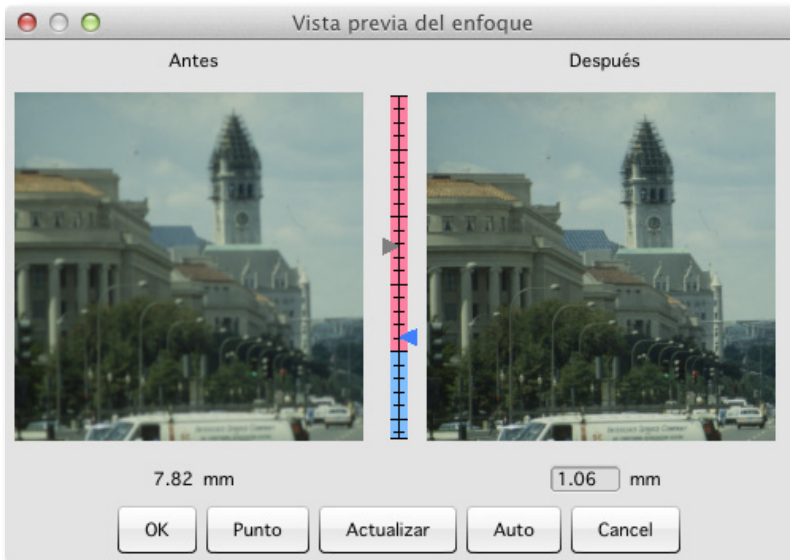 Vista previa del enfoque
Antes
Después
7.82 mm
1.06 mm
OK
Punto
Actualizar
Auto
Cancel